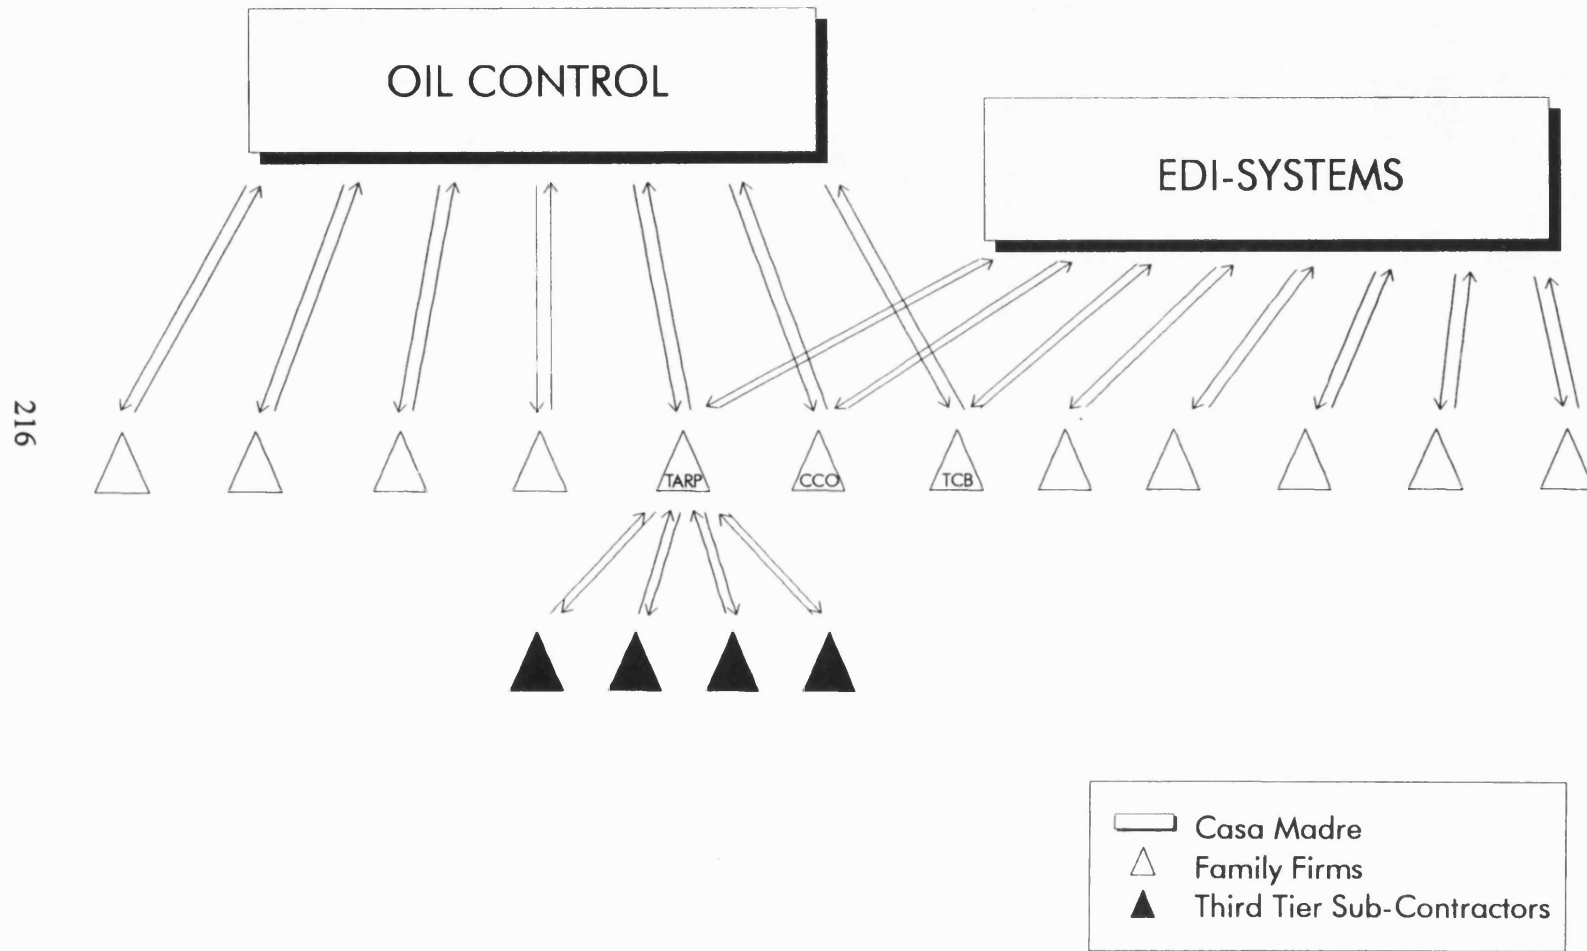 OIL CONTROL
EDI-SYSTEMS
216
TARP
CCO
TCB
Casa Madre
Family Firms
Third Tier Sub-Contractors